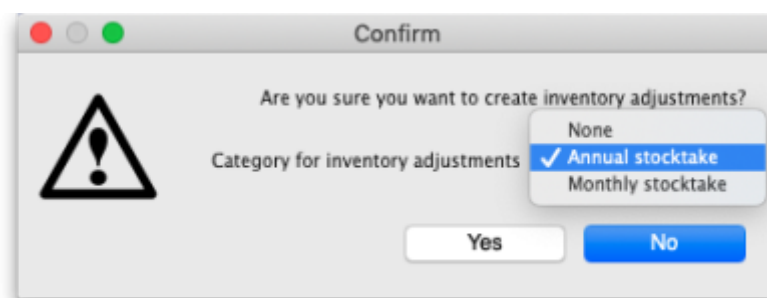 Confirm
Are you sure you want to create inventory adjustments?
None
Category for inventory adjustments ✓ Annual stocktake
Monthly stocktake
Yes No